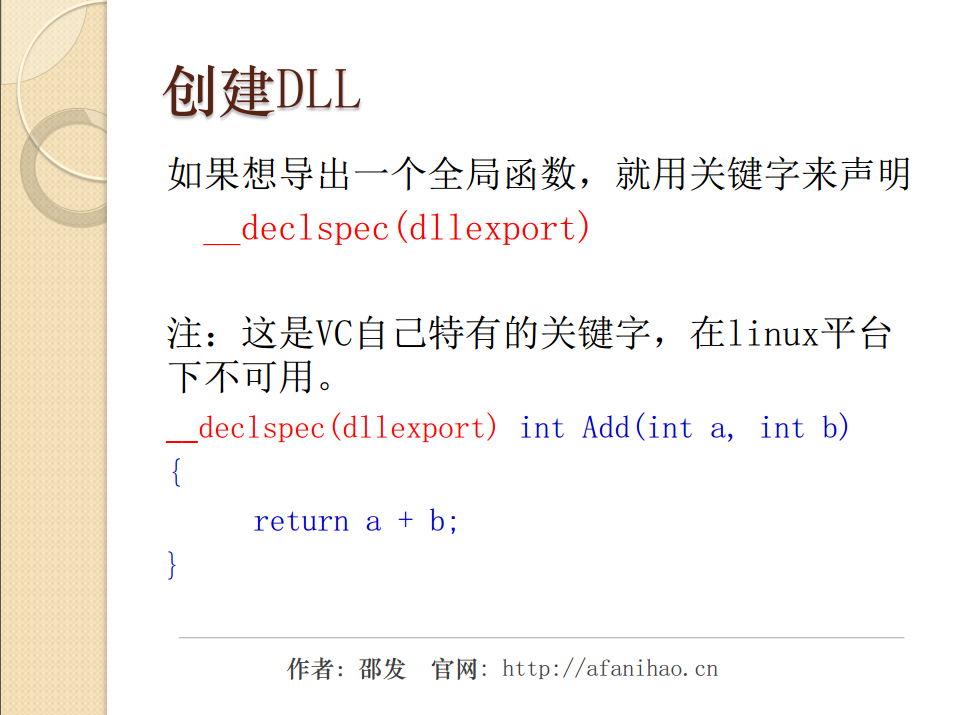 创建DLL
如果想导出一个全局函数，就用关键字来声明
__declspec(dllexport)
注：这是VC自己特有的关键字，在linux平台
下不可用。
__declspec(dllexport) int Add(int a, int b)
{
return a + b;
}
作者：邵发 官网：http://afanihao.cn